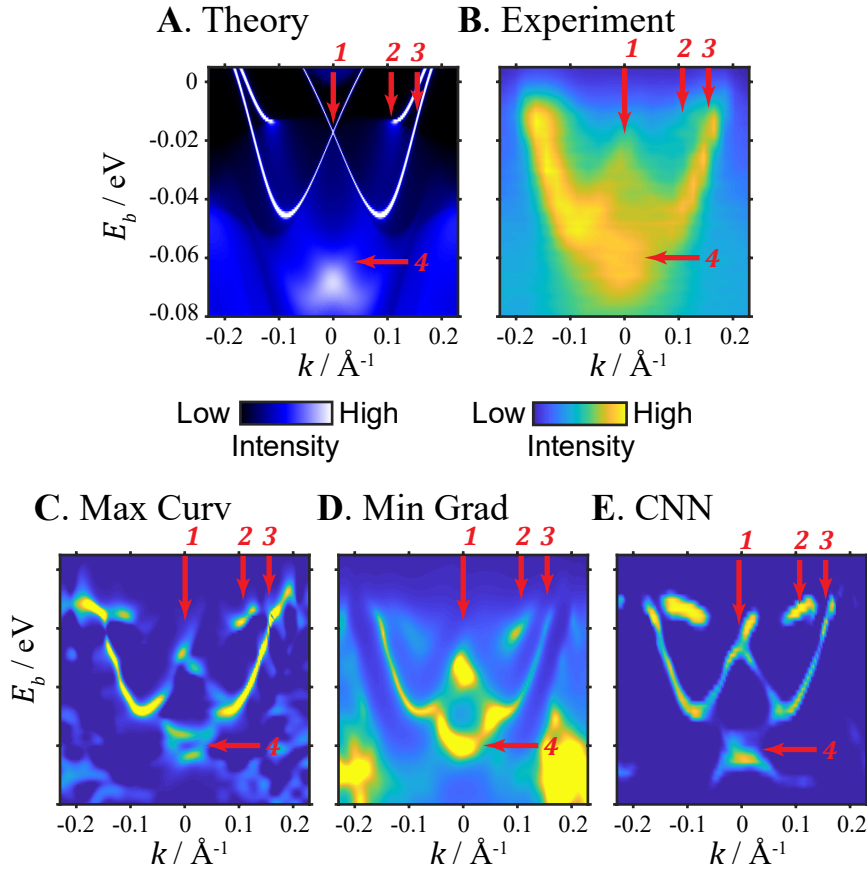 A. Theory
B. Experiment
1
2
3
1
2
3
0
-0.02
-0.04
-0.06
-0.08
E_b / eV
4
4
-0.2 -0.1 0 0.1 0.2
-0.2 -0.1 0 0.1 0.2
k / Å⁻¹
k / Å⁻¹
Low High
Intensity
Low High
Intensity
C. Max Curv
D. Min Grad
E. CNN
1 2 3
1 2 3
1 2 3
E_b / eV
4
4
4
-0.2 -0.1 0 0.1 0.2
-0.2 -0.1 0 0.1 0.2
-0.2 -0.1 0 0.1 0.2
k / Å⁻¹
k / Å⁻¹
k / Å⁻¹